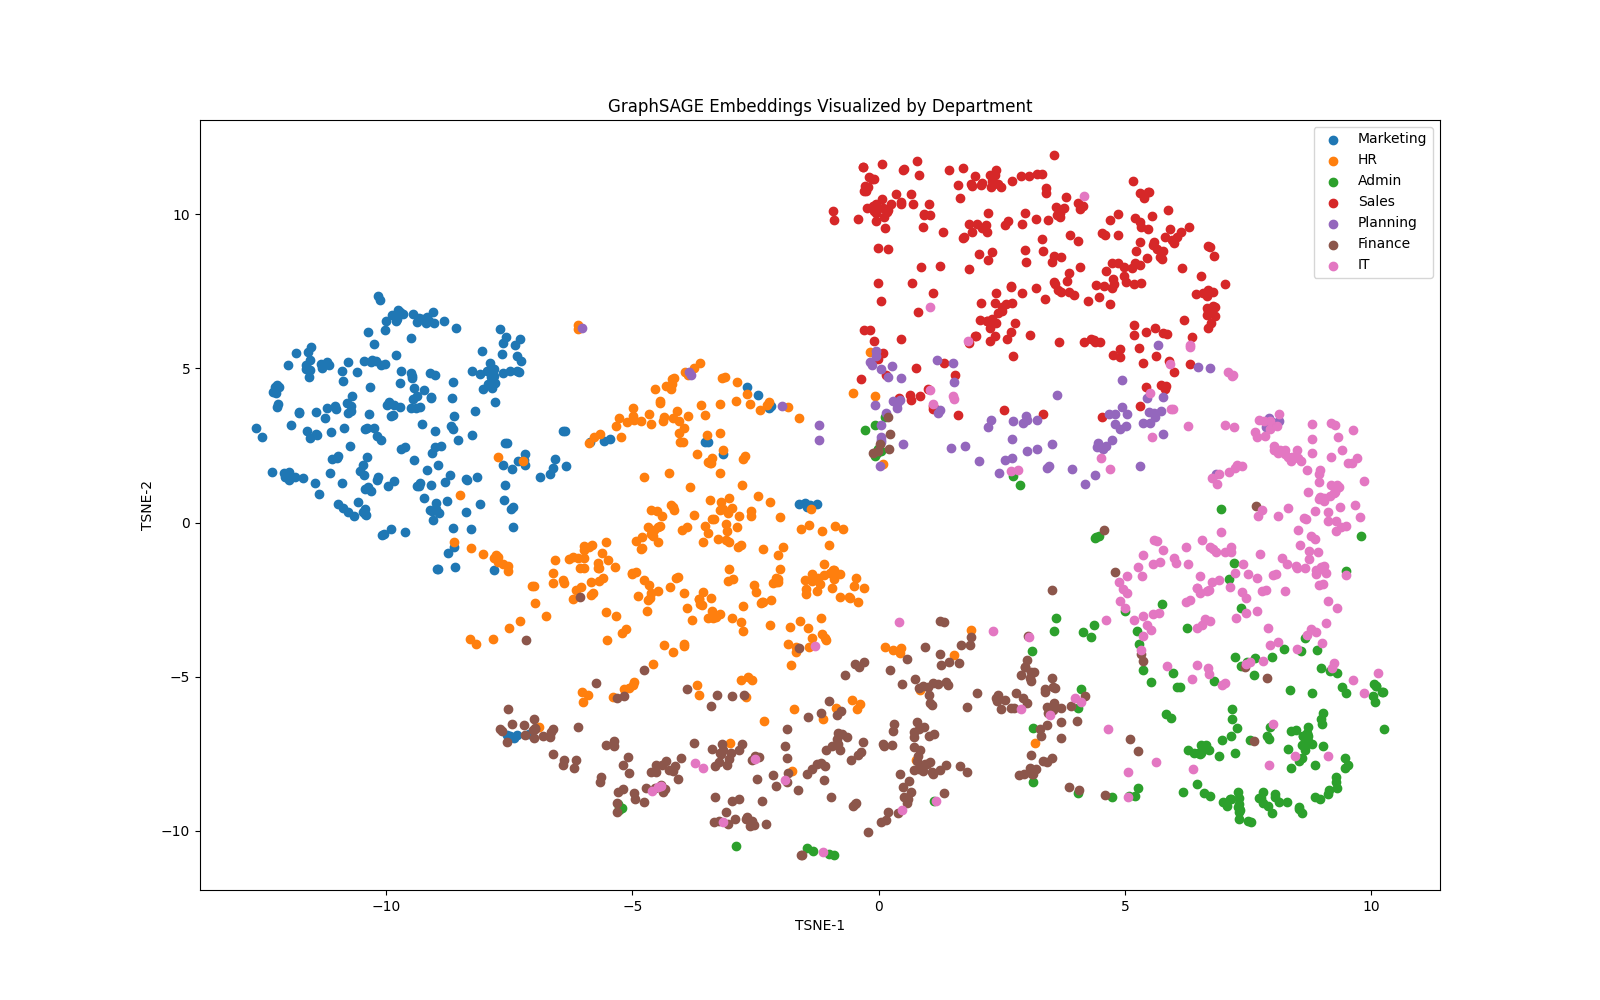 GraphSAGE Embeddings Visualized by Department
Marketing
HR
Admin
Sales
Planning
Finance
IT
10
5
0
−5
−10
TSNE-2
−10
−5
0
5
10
TSNE-1